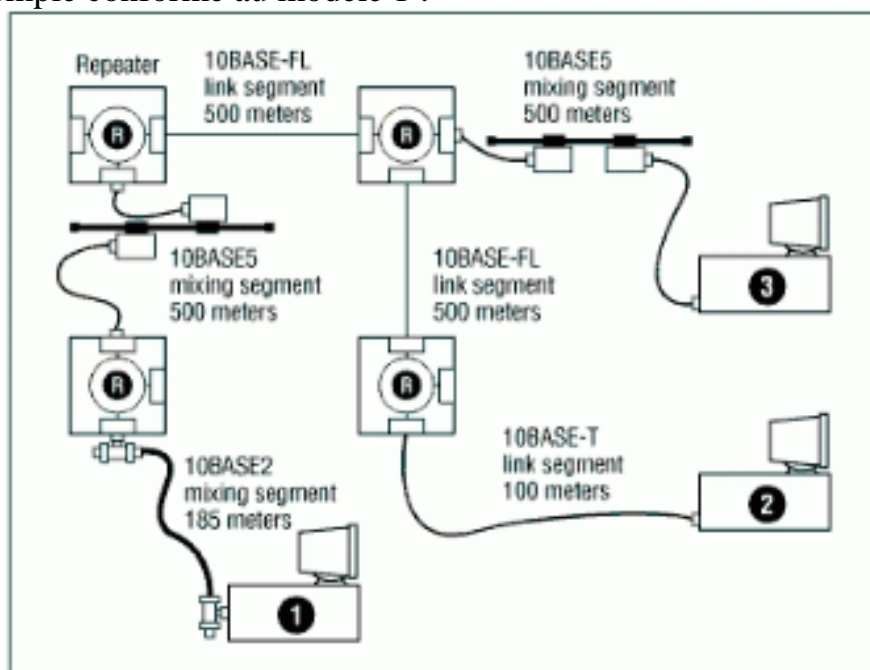 Repeater
10BASE-FL
link segment
500 meters
10BASE5
mixing segment
500 meters
R
R
10BASE5
mixing segment
500 meters
10BASE-FL
link segment
500 meters
3
R
R
10BASE2
mixing segment
185 meters
10BASE-T
link segment
100 meters
2
1